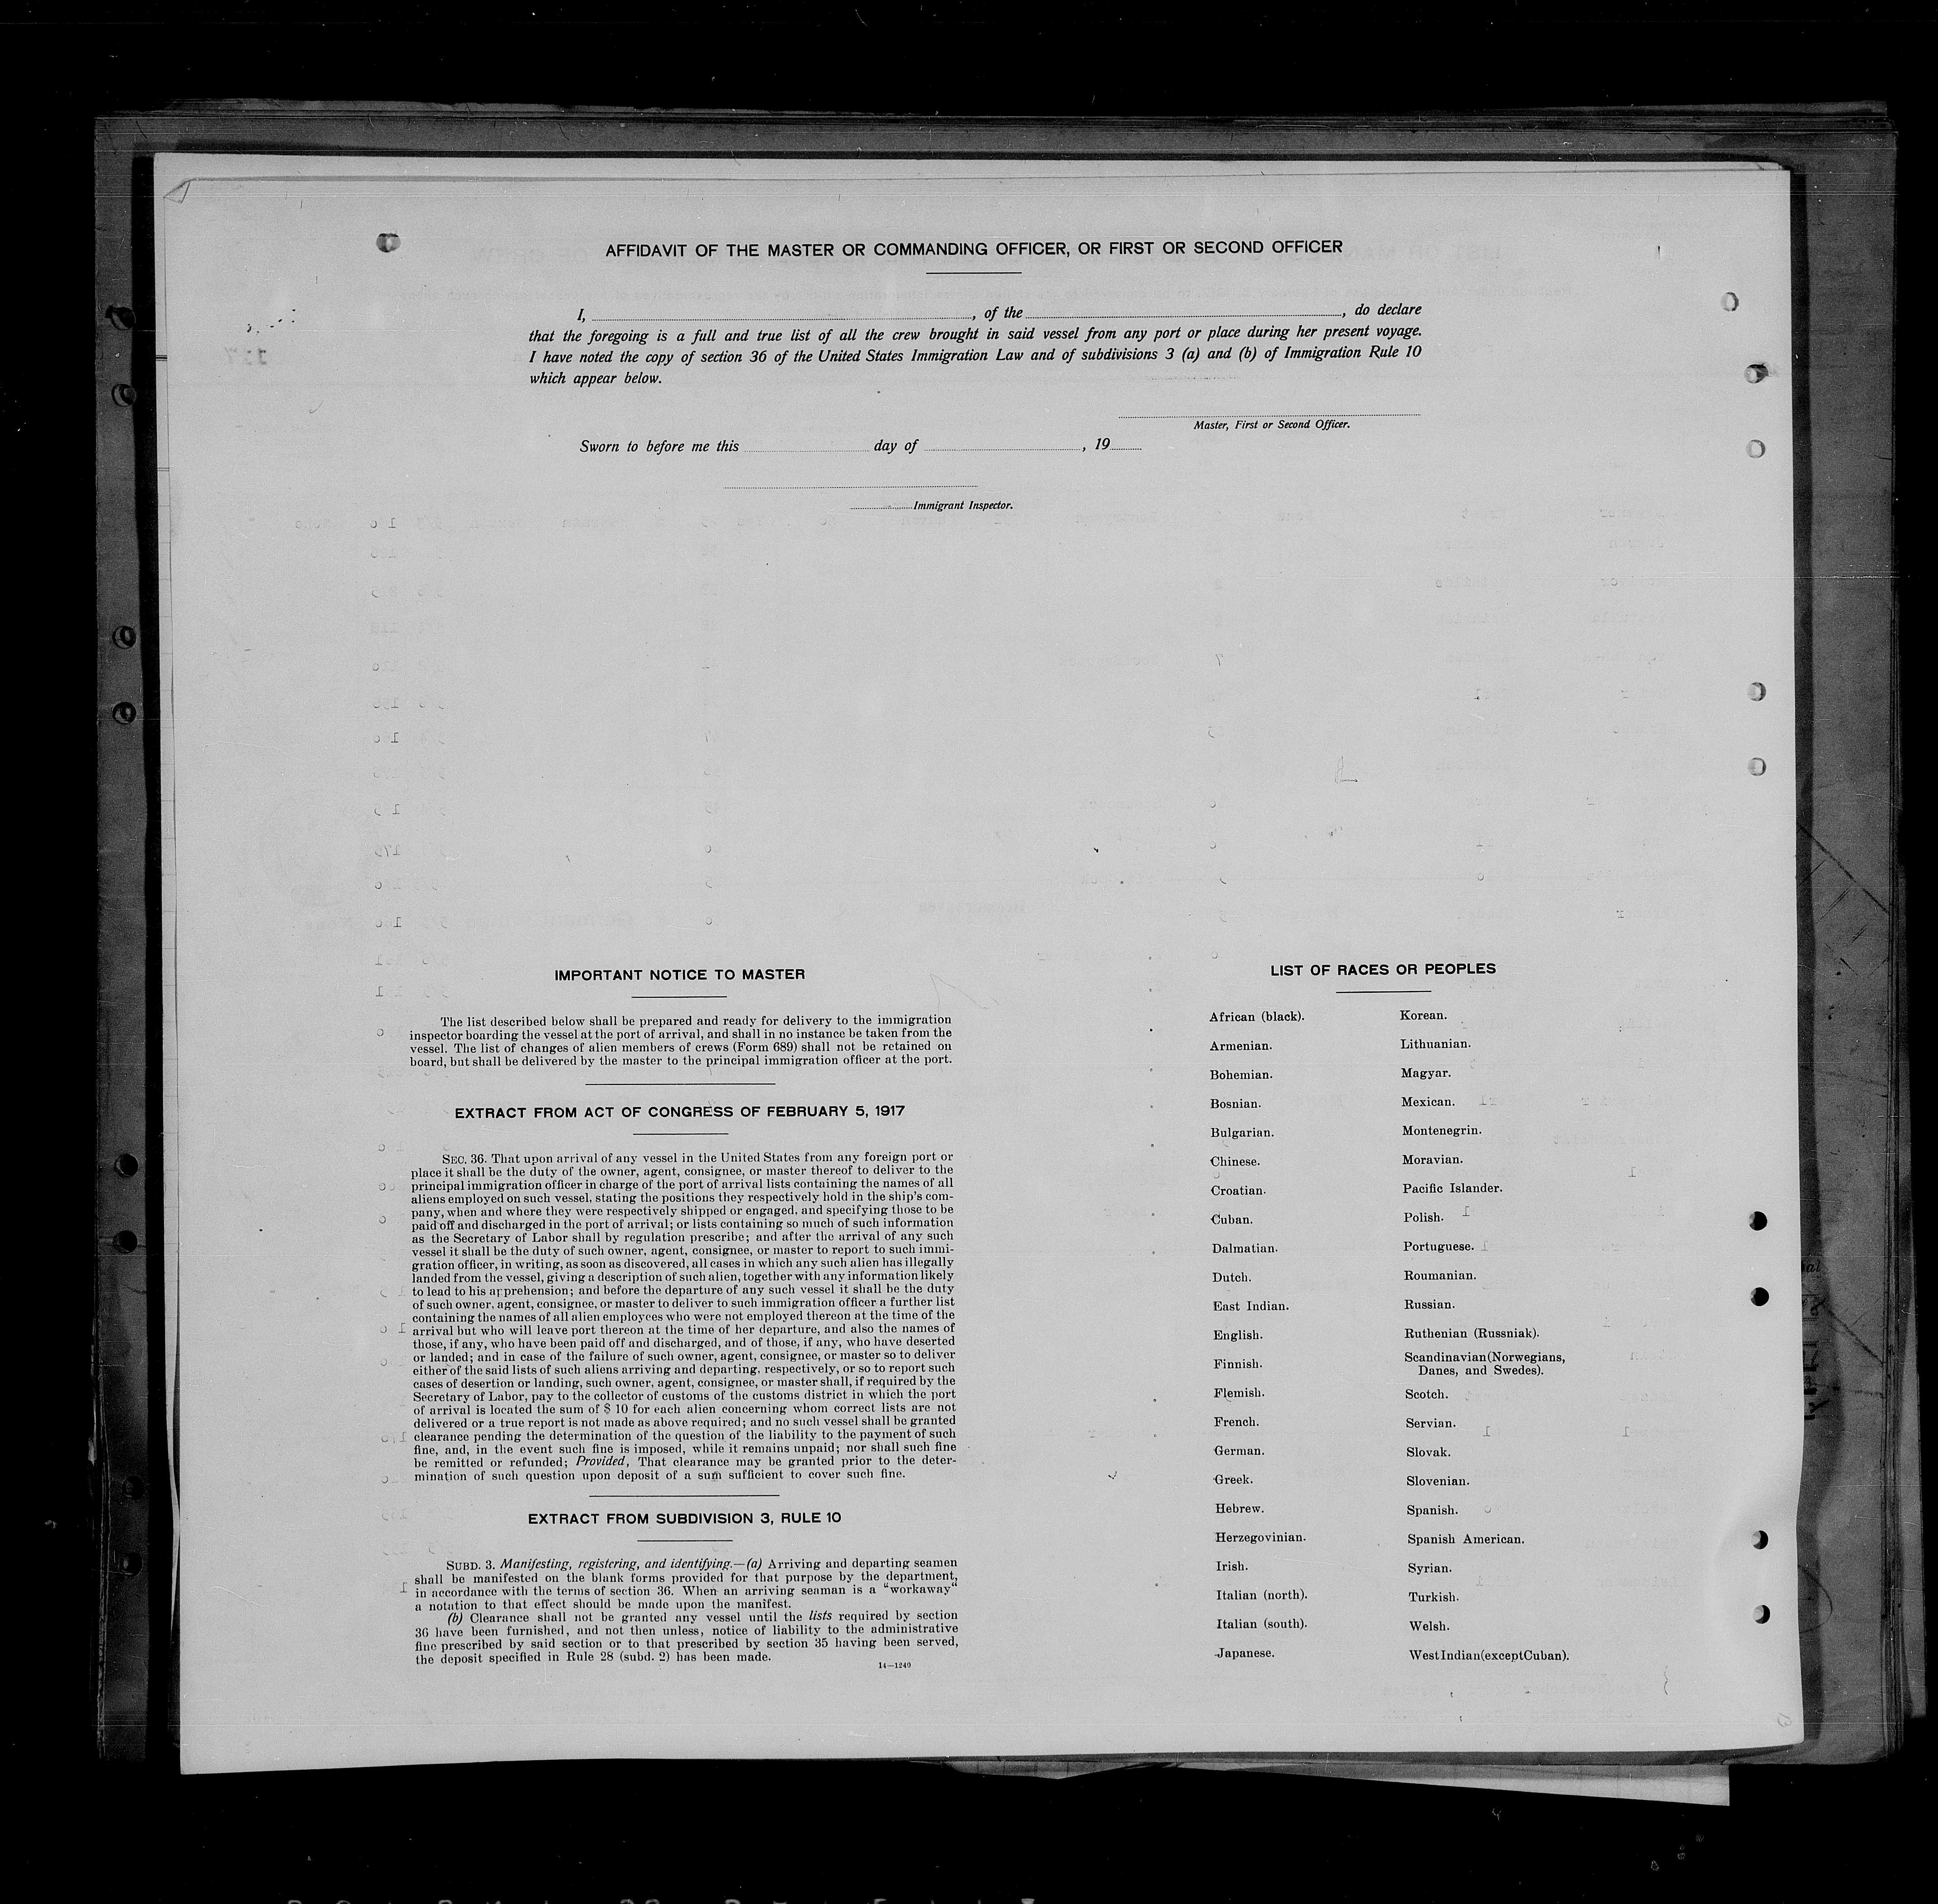 AFFIDAVIT OF THE MASTER OR COMMANDING OFFICER, OR FIRST OR SECOND OFFICER
I, , of the , do declare
that the foregoing is a full and true list of all the crew brought in said vessel from any port or place during her present voyage.
I have noted the copy of section 36 of the United States Immigration Law and of subdivisions 3 (a) and (b) of Immigration Rule 10
which appear below.
Master, First or Second Officer.
Sworn to before me this day of , 19
Immigrant Inspector.
IMPORTANT NOTICE TO MASTER
The list described below shall be prepared and ready for delivery to the immigration
inspector boarding the vessel at the port of arrival, and shall in no instance be taken from the
vessel. The list of changes of alien members of crews (Form 689) shall not be retained on
board, but shall be delivered by the master to the principal immigration officer at the port.
EXTRACT FROM ACT OF CONGRESS OF FEBRUARY 5, 1917
SEC. 36. That upon arrival of any vessel in the United States from any foreign port or
place it shall be the duty of the owner, agent, consignee, or master thereof to deliver to the
principal immigration officer in charge of the port of arrival lists containing the names of all
aliens employed on such vessel, stating the positions they respectively hold in the ship's com-
pany, when and where they were respectively shipped or engaged, and specifying those to be
paid off and discharged in the port of arrival; or lists containing so much of such information
as the Secretary of Labor shall by regulation prescribe; and after the arrival of any such
vessel it shall be the duty of such owner, agent, consignee, or master to report to such immi-
gration officer, in writing, as soon as discovered, all cases in which any such alien has illegally
landed from the vessel, giving a description of such alien, together with any information likely
to lead to his apprehension; and before the departure of any such vessel it shall be the duty
of such owner, agent, consignee, or master to deliver to such immigration officer a further list
containing the names of all alien employees who were not employed thereon at the time of the
arrival but who will leave port thereon at the time of her departure, and also the names of
those, if any, who have been paid off and discharged, and of those, if any, who have deserted
or landed; and in case of the failure of such owner, agent, consignee, or master so to deliver
either of the said lists of such aliens arriving and departing, respectively, or so to report such
cases of desertion or landing, such owner, agent, consignee, or master shall, if required by the
Secretary of Labor, pay to the collector of customs of the customs district in which the port
of arrival is located the sum of $ 10 for each alien concerning whom correct lists are not
delivered or a true report is not made as above required; and no such vessel shall be granted
clearance pending the determination of the question of the liability to the payment of such
fine, and, in the event such fine is imposed, while it remains unpaid; nor shall such fine
be remitted or refunded; Provided, That clearance may be granted prior to the deter-
mination of such question upon deposit of a sum sufficient to cover such fine.
EXTRACT FROM SUBDIVISION 3, RULE 10
SUBD. 3. Manifesting, registering, and identifying.—(a) Arriving and departing seamen
shall be manifested on the blank forms provided for that purpose by the department,
in accordance with the terms of section 36. When an arriving seaman is a "workaway"
a notation to that effect should be made upon the manifest.
(b) Clearance shall not be granted any vessel until the lists required by section
36 have been furnished, and not then unless, notice of liability to the administrative
fine prescribed by said section or to that prescribed by section 35 having been served,
the deposit specified in Rule 28 (subd. 2) has been made.
14—1240
LIST OF RACES OR PEOPLES
African (black).
Armenian.
Bohemian.
Bosnian.
Bulgarian.
Chinese.
Croatian.
Cuban.
Dalmatian.
Dutch.
East Indian.
English.
Finnish.
Flemish.
French.
German.
Greek.
Hebrew.
Herzegovinian.
Irish.
Italian (north).
Italian (south).
Japanese.
Korean.
Lithuanian.
Magyar.
Mexican.
Montenegrin.
Moravian.
Pacific Islander.
Polish.
Portuguese.
Roumanian.
Russian.
Ruthenian (Russniak).
Scandinavian (Norwegians,
Danes, and Swedes).
Scotch.
Servian.
Slovak.
Slovenian.
Spanish.
Spanish American.
Syrian.
Turkish.
Welsh.
West Indian (except Cuban).